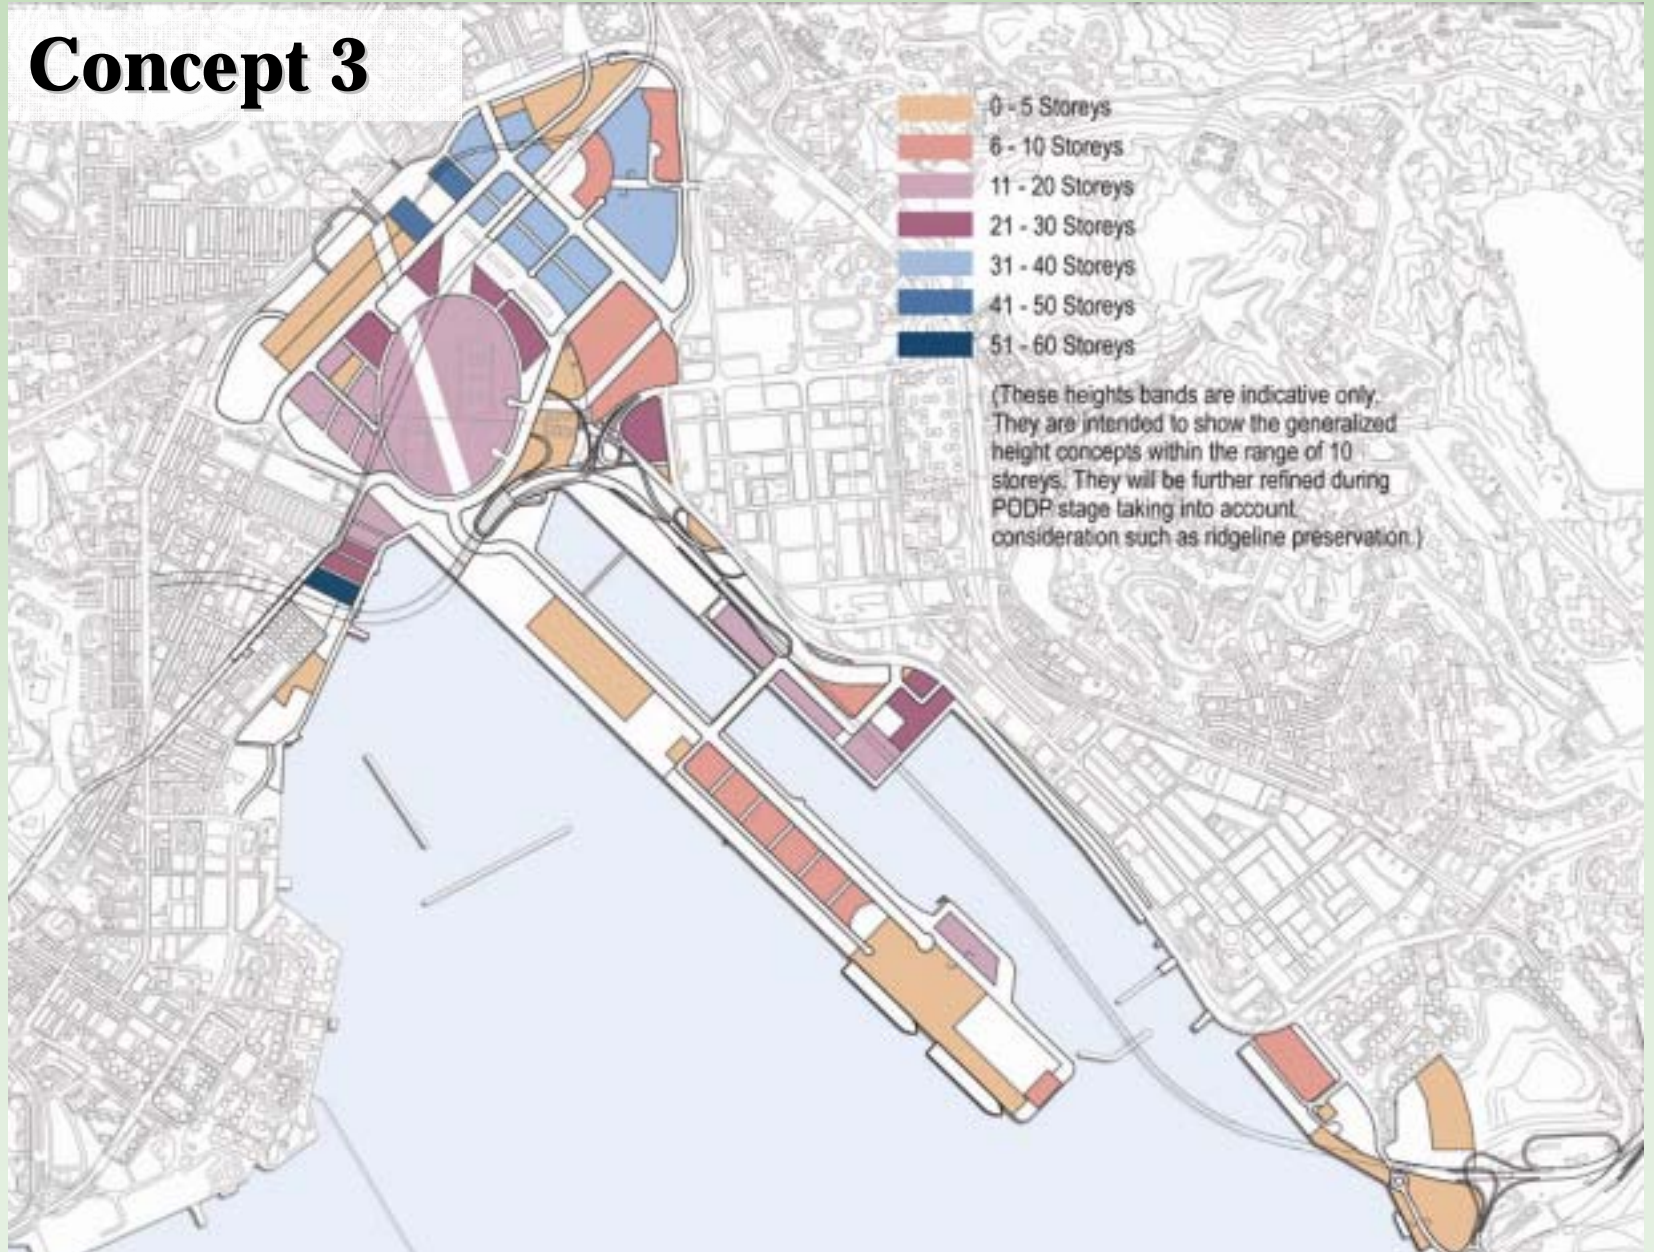 Concept 3
0 - 5 Storeys
6 - 10 Storeys
11 - 20 Storeys
21 - 30 Storeys
31 - 40 Storeys
41 - 50 Storeys
51 - 60 Storeys
(These heights bands are indicative only.
They are intended to show the generalized
height concepts within the range of 10
storeys. They will be further refined during
PODP stage taking into account
consideration such as ridgeline preservation.)